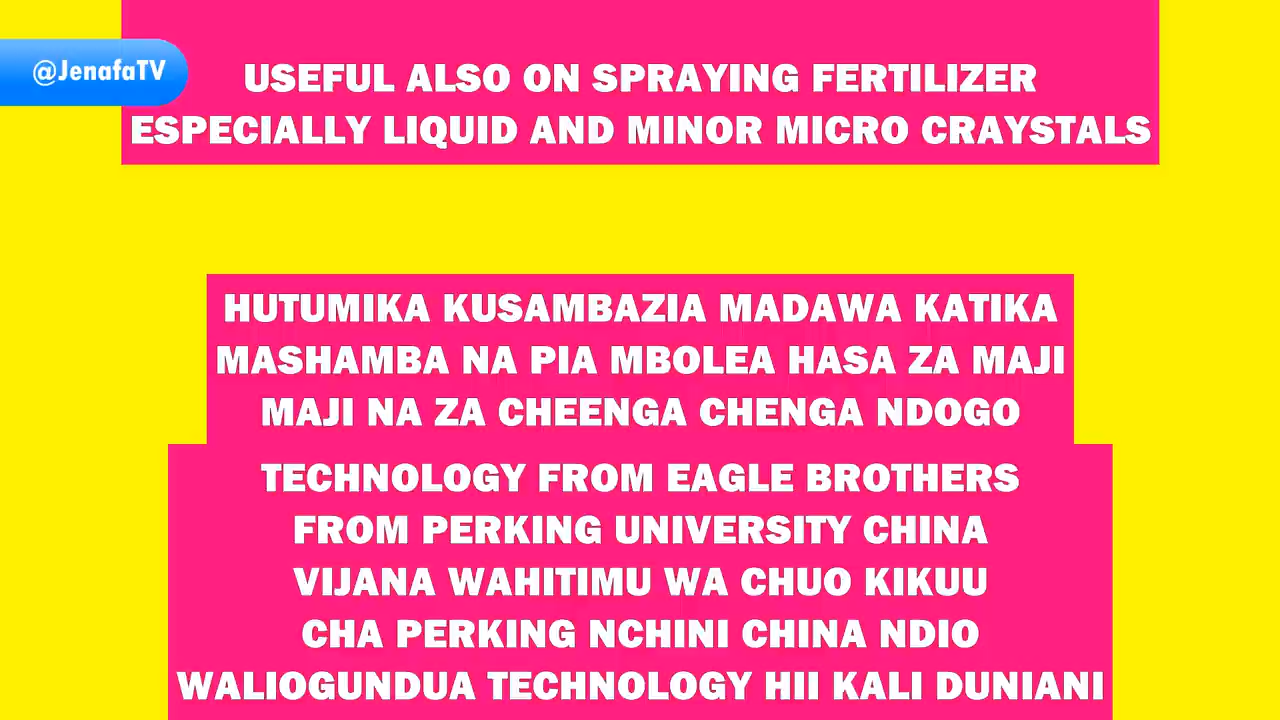 @JenafaTV
USEFUL ALSO ON SPRAYING FERTILIZER
ESPECIALLY LIQUID AND MINOR MICRO CRAYSTALS
HUTUMIKA KUSAMBAZIA MADAWA KATIKA
MASHAMBA NA PIA MBOLEA HASA ZA MAJI
MAJI NA ZA CHEENGA CHENGA NDOGO
TECHNOLOGY FROM EAGLE BROTHERS
FROM PERKING UNIVERSITY CHINA
VIJANA WAHITIMU WA CHUO KIKUU
CHA PERKING NCHINI CHINA NDIO
WALIOGUNDUA TECHNOLOGY HII KALI DUNIANI